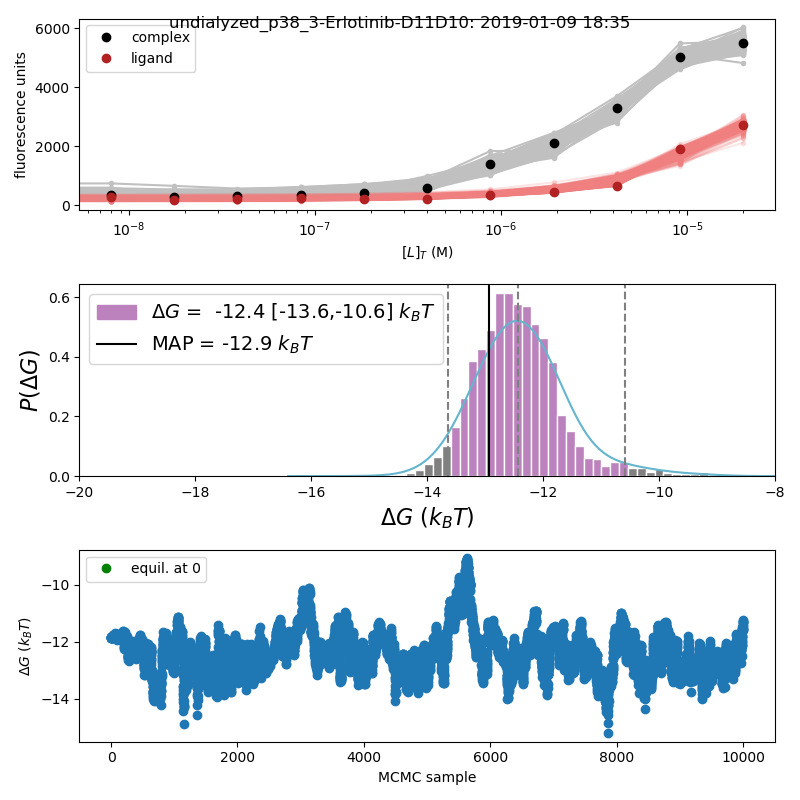 undialyzed_p38_3-Erlotinib-D11D10: 2019-01-09 18:35
complex
ligand
fluorescence units
6000
4000
2000
0
10⁻⁸ 10⁻⁷ 10⁻⁶ 10⁻⁵
[L]_T (M)
ΔG = -12.4 [-13.6,-10.6] k_BT
MAP = -12.9 k_BT
P(ΔG)
0.6
0.4
0.2
0.0
−20 −18 −16 −14 −12 −10 −8
ΔG (k_BT)
equil. at 0
ΔG (k_BT)
−10
−12
−14
0 2000 4000 6000 8000 10000
MCMC sample